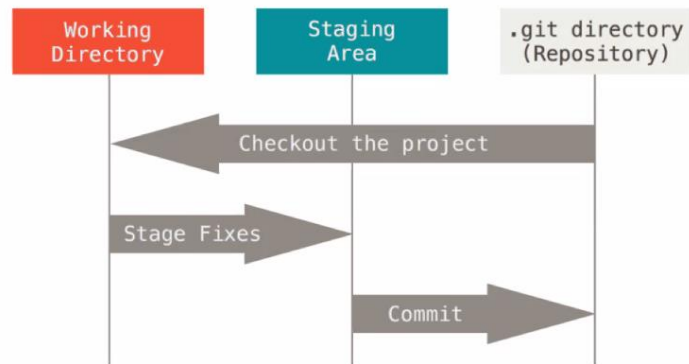 Working
Directory
Staging
Area
.git directory
(Repository)
Checkout the project
Stage Fixes
Commit